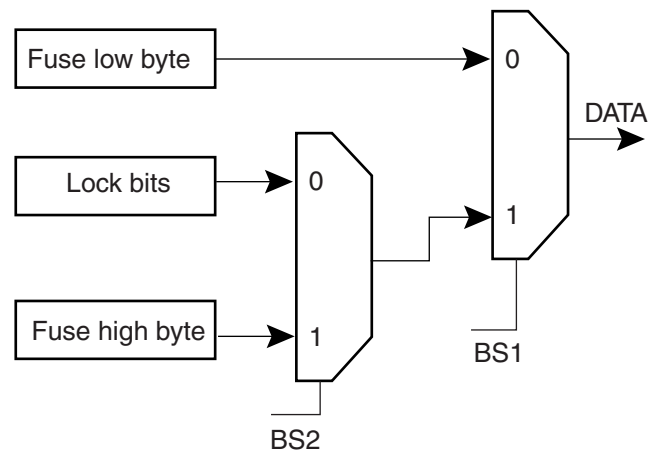 Fuse low byte
0
DATA
Lock bits
0
1
Fuse high byte
1
BS1
BS2